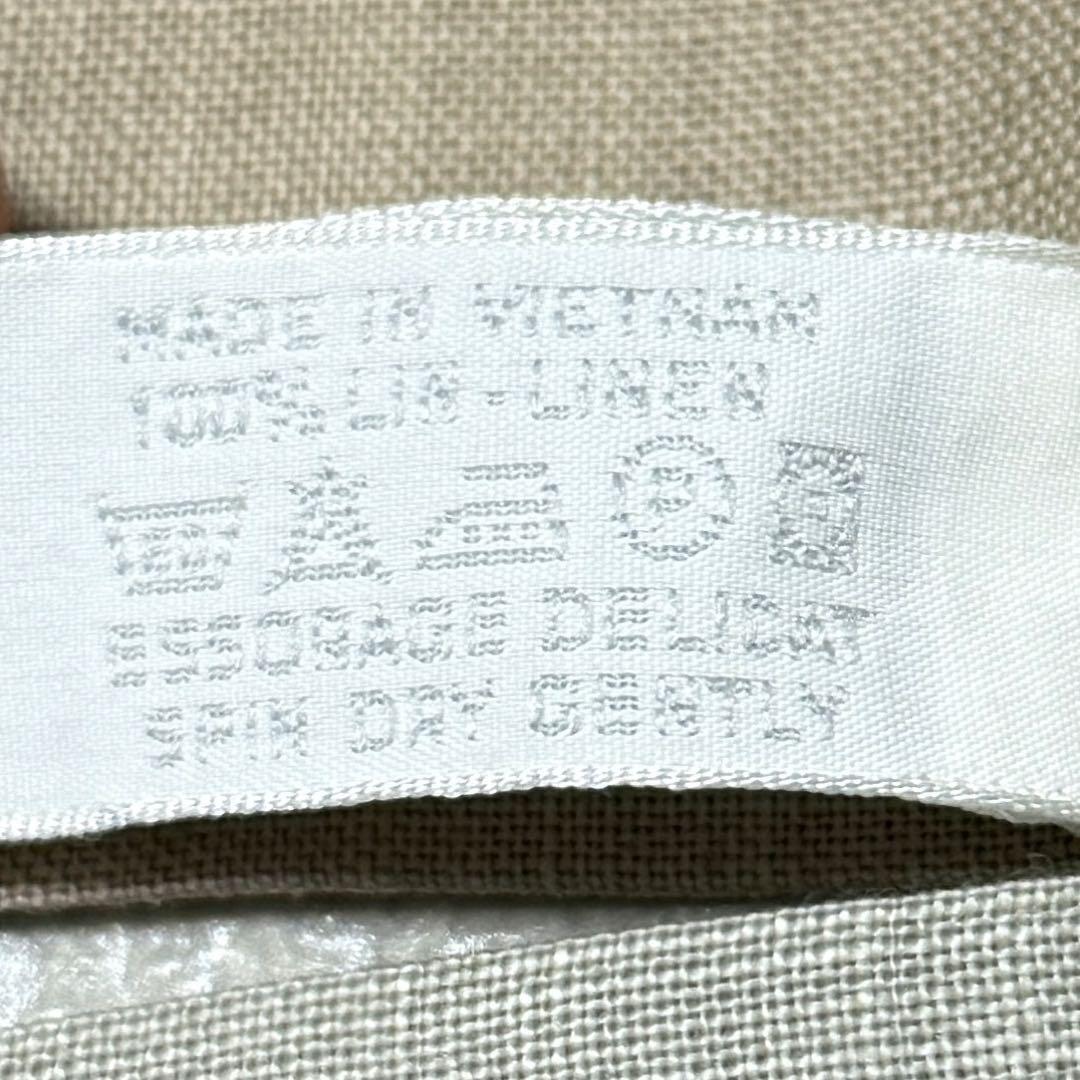 MADE IN VIETNAM
100% LIN - LINEN
ESSORAGE DELICAT
SPIN DRY GENTLY